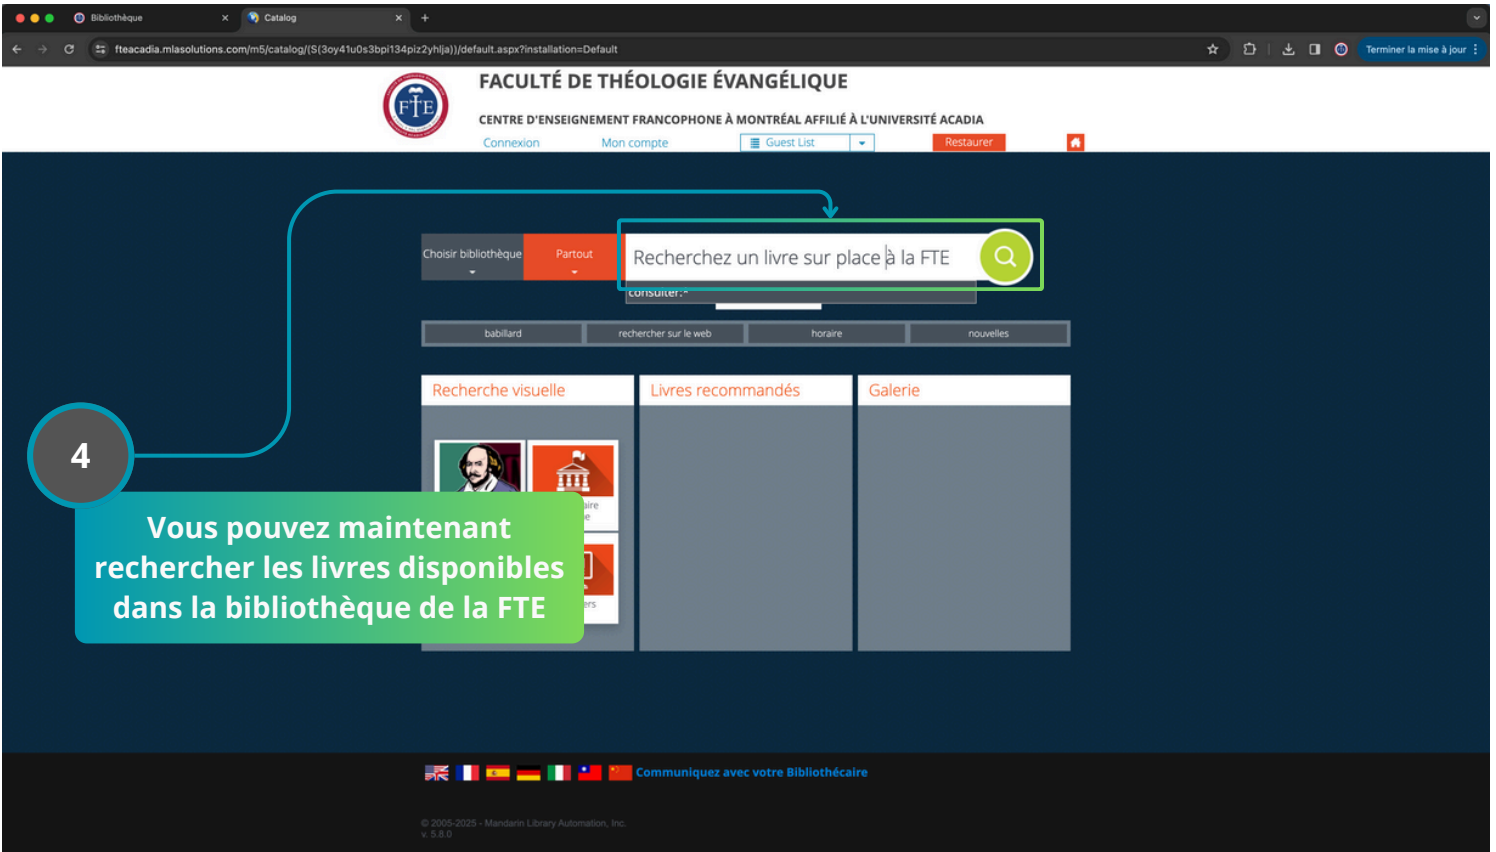 Bibliothèque
Catalog
fteacadia.mlasolutions.com/m5/catalog/(S(3oy41u0s3bpi134piz2yhlja))/default.aspx?installation=Default
Terminer la mise à jour
FTE
FACULTÉ DE THÉOLOGIE ÉVANGÉLIQUE
CENTRE D'ENSEIGNEMENT FRANCOPHONE À MONTRÉAL AFFILIÉ À L'UNIVERSITÉ ACADIA
Connexion Mon compte Guest List Restaurer
Choisir bibliothèque Partout Recherchez un livre sur place à la FTE
consulter:*
babillard rechercher sur le web horaire nouvelles
Recherche visuelle Livres recommandés Galerie
4
Vous pouvez maintenant
rechercher les livres disponibles
dans la bibliothèque de la FTE
Communiquez avec votre Bibliothécaire
© 2005-2025 - Mandarin Library Automation, Inc.
v. 5.8.0